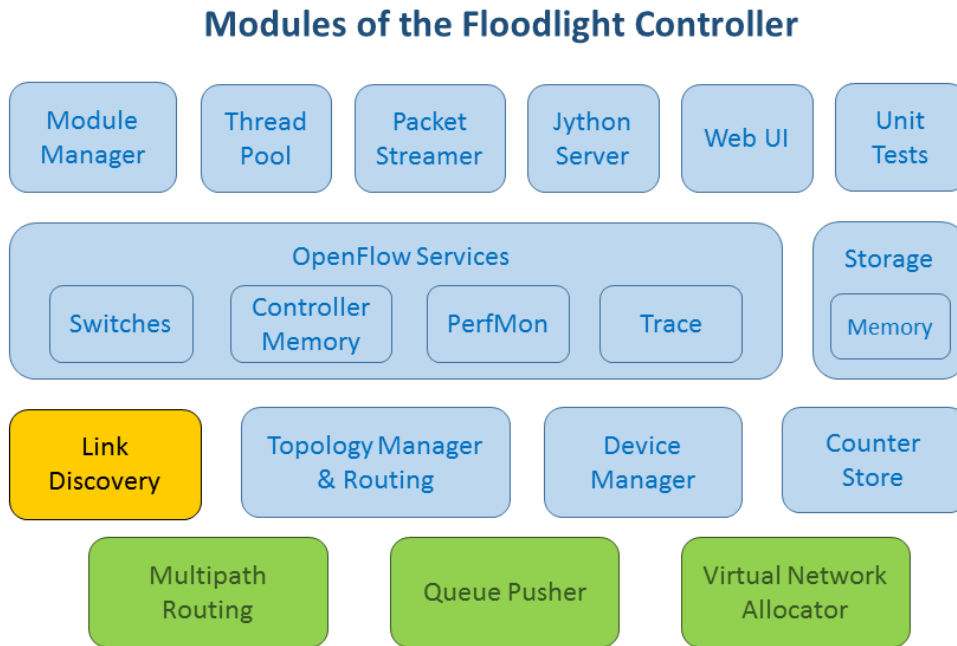 Modules of the Floodlight Controller
Module
Manager
Thread
Pool
Packet
Streamer
Jython
Server
Web UI
Unit
Tests
OpenFlow Services
Switches
Controller
Memory
PerfMon
Trace
Storage
Memory
Link
Discovery
Topology Manager
& Routing
Device
Manager
Counter
Store
Multipath
Routing
Queue Pusher
Virtual Network
Allocator